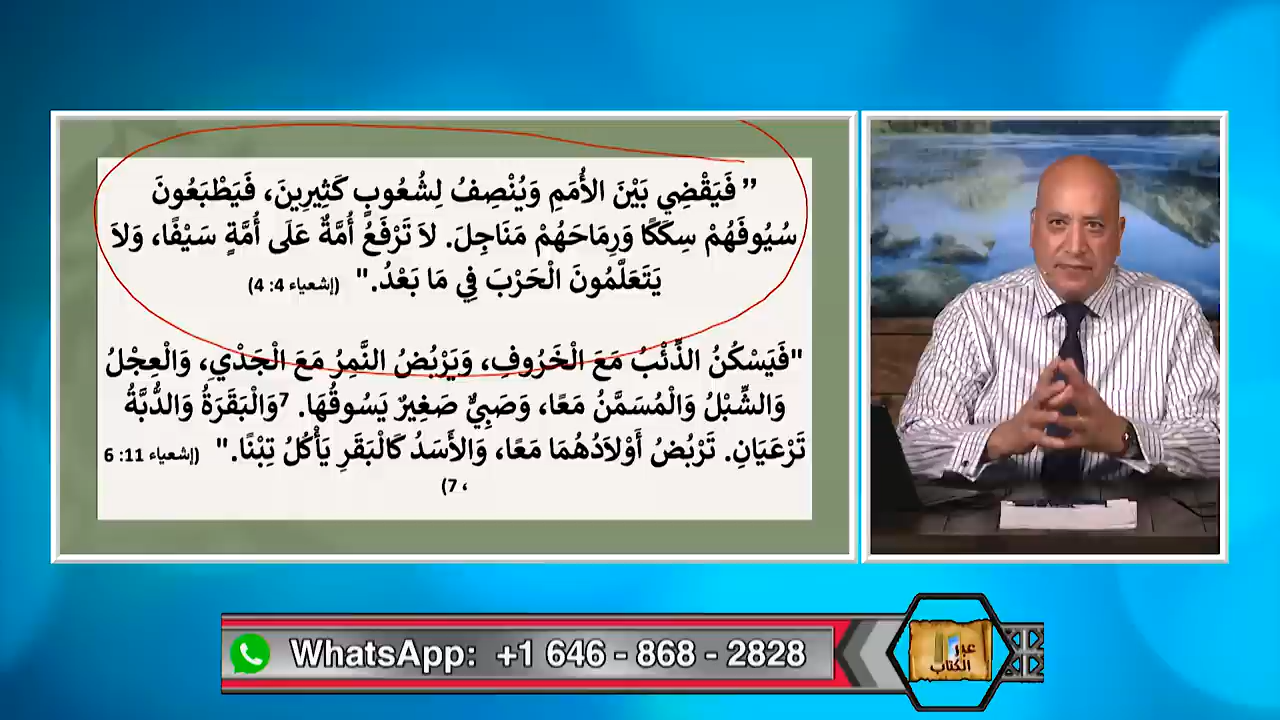 ” فَيَقْضِي بَيْنَ الأُمَمِ وَيُنْصِفُ لِشُعُوبٍ كَثِيرِينَ، فَيَطْبَعُونَ
سُيُوفَهُمْ سِكَكًا وَرِمَاحَهُمْ مَنَاجِلَ. لاَ تَرْفَعُ أُمَّةٌ عَلَى أُمَّةٍ سَيْفًا، وَلاَ
يَتَعَلَّمُونَ الْحَرْبَ فِي مَا بَعْدُ." (إشعياء 4: 4)
"فَيَسْكُنُ الذِّئْبُ مَعَ الْخَرُوفِ، وَيَرْبُضُ النَّمِرُ مَعَ الْجَدْيِ، وَالْعِجْلُ
وَالشِّبْلُ وَالْمُسَمَّنُ مَعًا، وَصَبِيٌّ صَغِيرٌ يَسُوقُهَا. 7وَالْبَقَرَةُ وَالدُّبَّةُ
تَرْعَيَانِ. تَرْبُضُ أَوْلاَدُهُمَا مَعًا، وَالأَسَدُ كَالْبَقَرِ يَأْكُلُ تِبْنًا." (إشعياء 11: 6
، 7)
WhatsApp: +1 646 - 868 - 2828
عبر
الكتاب